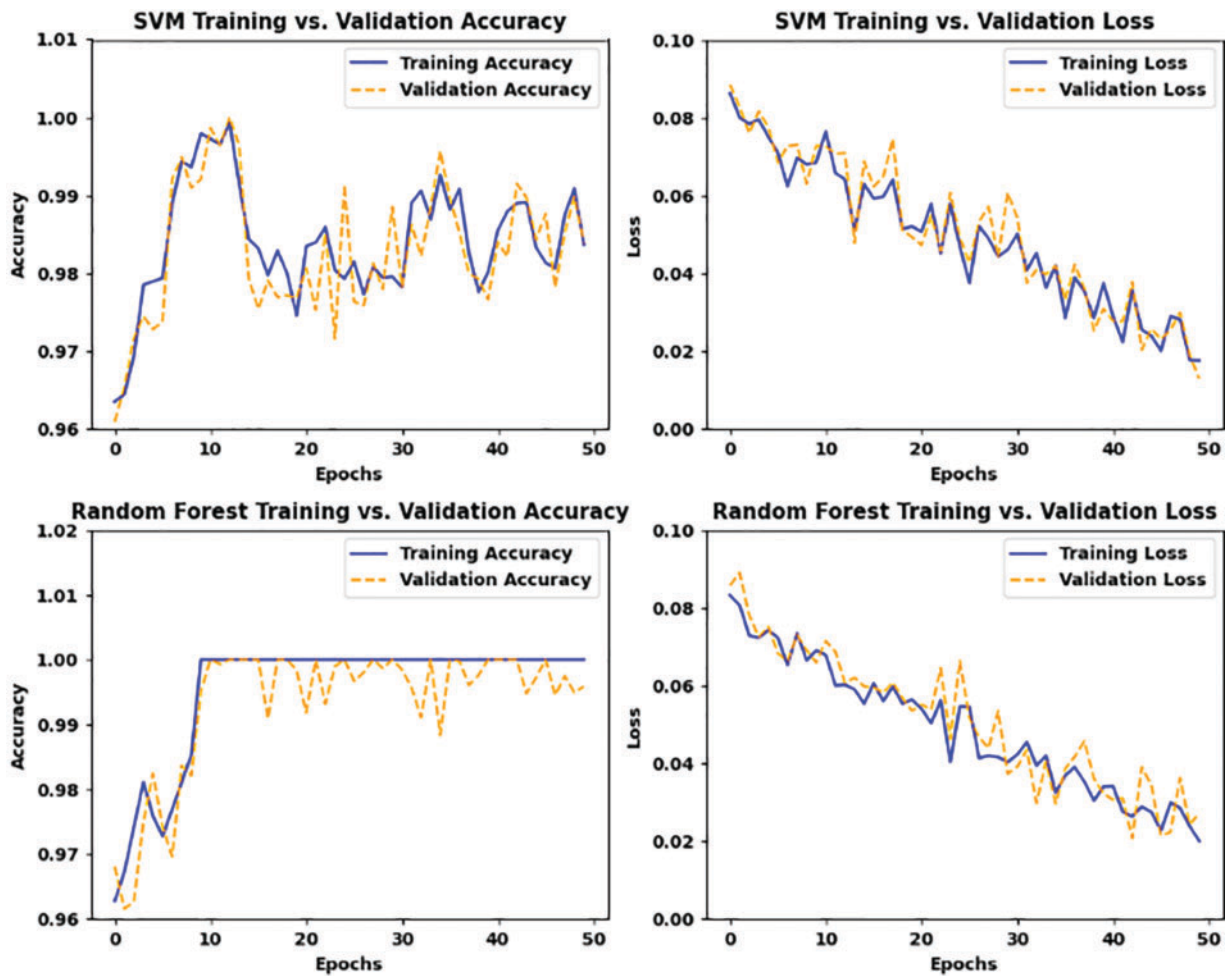 SVM Training vs. Validation Accuracy
1.01
1.00
0.99
0.98
0.97
0.96
Accuracy
Training Accuracy
Validation Accuracy
0 10 20 30 40 50
Epochs
SVM Training vs. Validation Loss
0.10
0.08
0.06
0.04
0.02
0.00
Loss
Training Loss
Validation Loss
0 10 20 30 40 50
Epochs
Random Forest Training vs. Validation Accuracy
1.02
1.01
1.00
0.99
0.98
0.97
0.96
Accuracy
Training Accuracy
Validation Accuracy
0 10 20 30 40 50
Epochs
Random Forest Training vs. Validation Loss
0.10
0.08
0.06
0.04
0.02
0.00
Loss
Training Loss
Validation Loss
0 10 20 30 40 50
Epochs